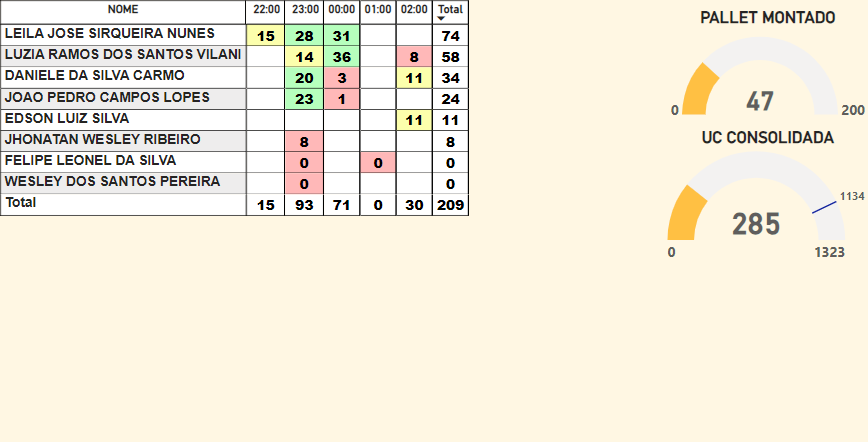 NOME 22:00 23:00 00:00 01:00 02:00 Total
LEILA JOSE SIRQUEIRA NUNES 15 28 31 74
LUZIA RAMOS DOS SANTOS VILANI 14 36 8 58
DANIELE DA SILVA CARMO 20 3 11 34
JOAO PEDRO CAMPOS LOPES 23 1 24
EDSON LUIZ SILVA 11 11
JHONATAN WESLEY RIBEIRO 8 8
FELIPE LEONEL DA SILVA 0 0 0
WESLEY DOS SANTOS PEREIRA 0 0
Total 15 93 71 0 30 209
PALLET MONTADO
0 47 200
UC CONSOLIDADA
1134
285
0 1323